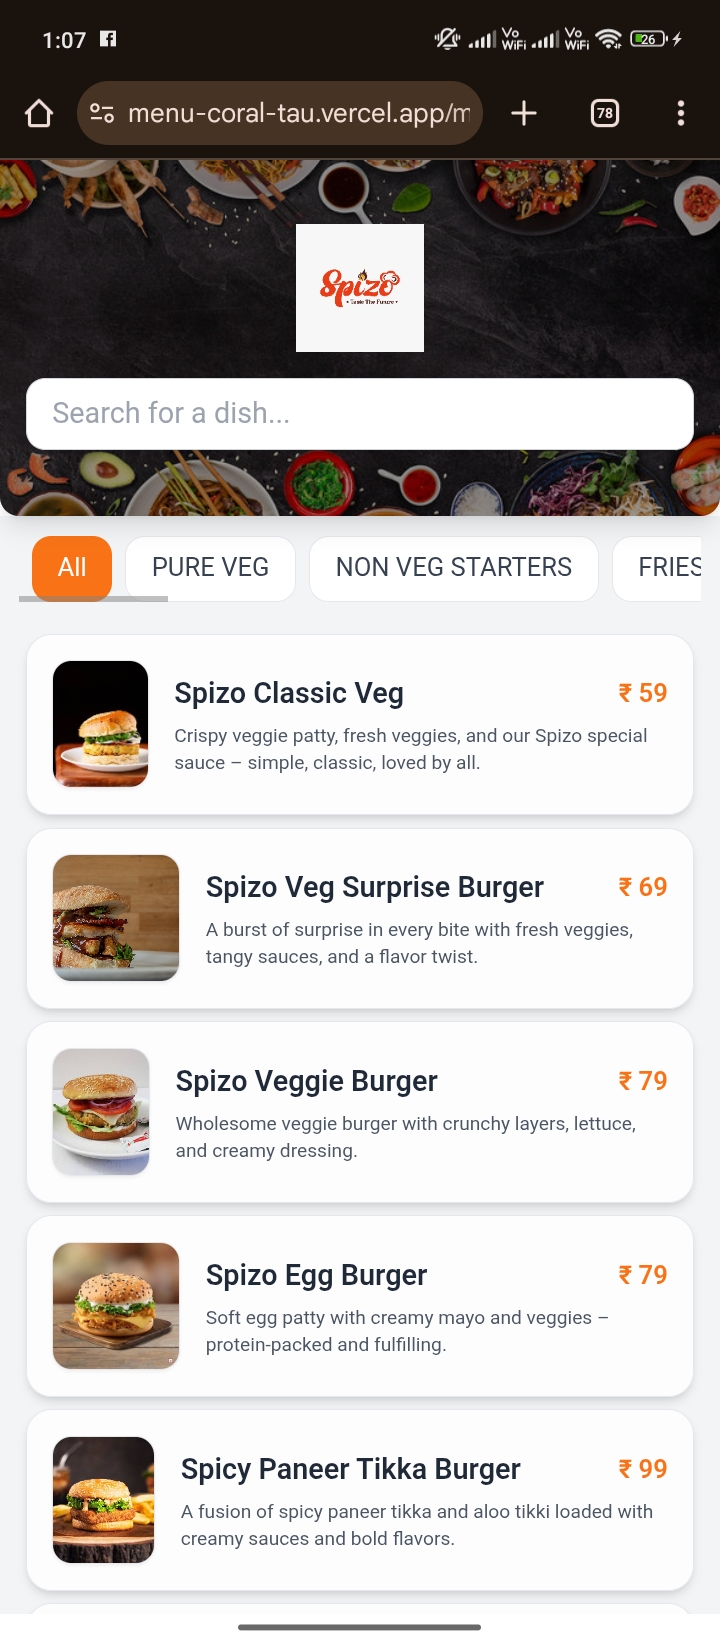 1:07
Vo WiFi
Vo WiFi
26
menu-coral-tau.vercel.app/m
78
Spizo
• Taste The Future •
Search for a dish...
All
PURE VEG
NON VEG STARTERS
FRIES
Spizo Classic Veg
₹ 59
Crispy veggie patty, fresh veggies, and our Spizo special
sauce – simple, classic, loved by all.
Spizo Veg Surprise Burger
₹ 69
A burst of surprise in every bite with fresh veggies,
tangy sauces, and a flavor twist.
Spizo Veggie Burger
₹ 79
Wholesome veggie burger with crunchy layers, lettuce,
and creamy dressing.
Spizo Egg Burger
₹ 79
Soft egg patty with creamy mayo and veggies –
protein-packed and fulfilling.
Spicy Paneer Tikka Burger
₹ 99
A fusion of spicy paneer tikka and aloo tikki loaded with
creamy sauces and bold flavors.